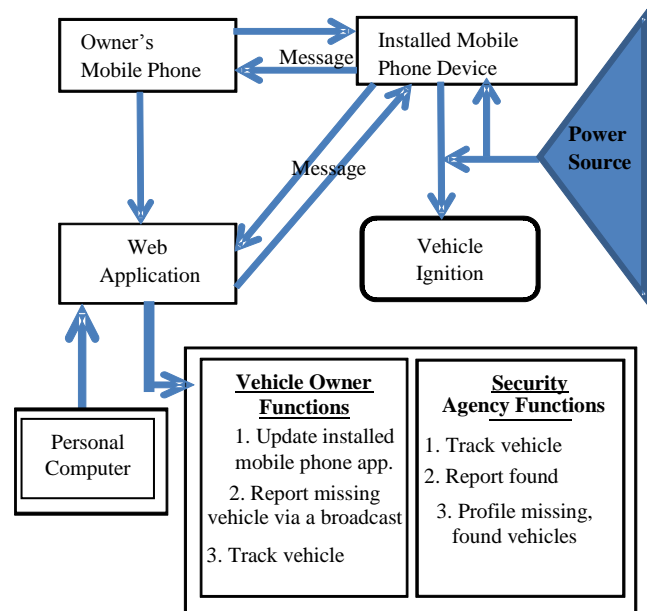 Owner's
Mobile Phone
Message
Installed Mobile
Phone Device
Power
Source
Message
Web
Application
Vehicle
Ignition
Personal
Computer
Vehicle Owner
Functions
1. Update installed
mobile phone app.
2. Report missing
vehicle via a broadcast
3. Track vehicle
Security
Agency Functions
1. Track vehicle
2. Report found
3. Profile missing,
found vehicles